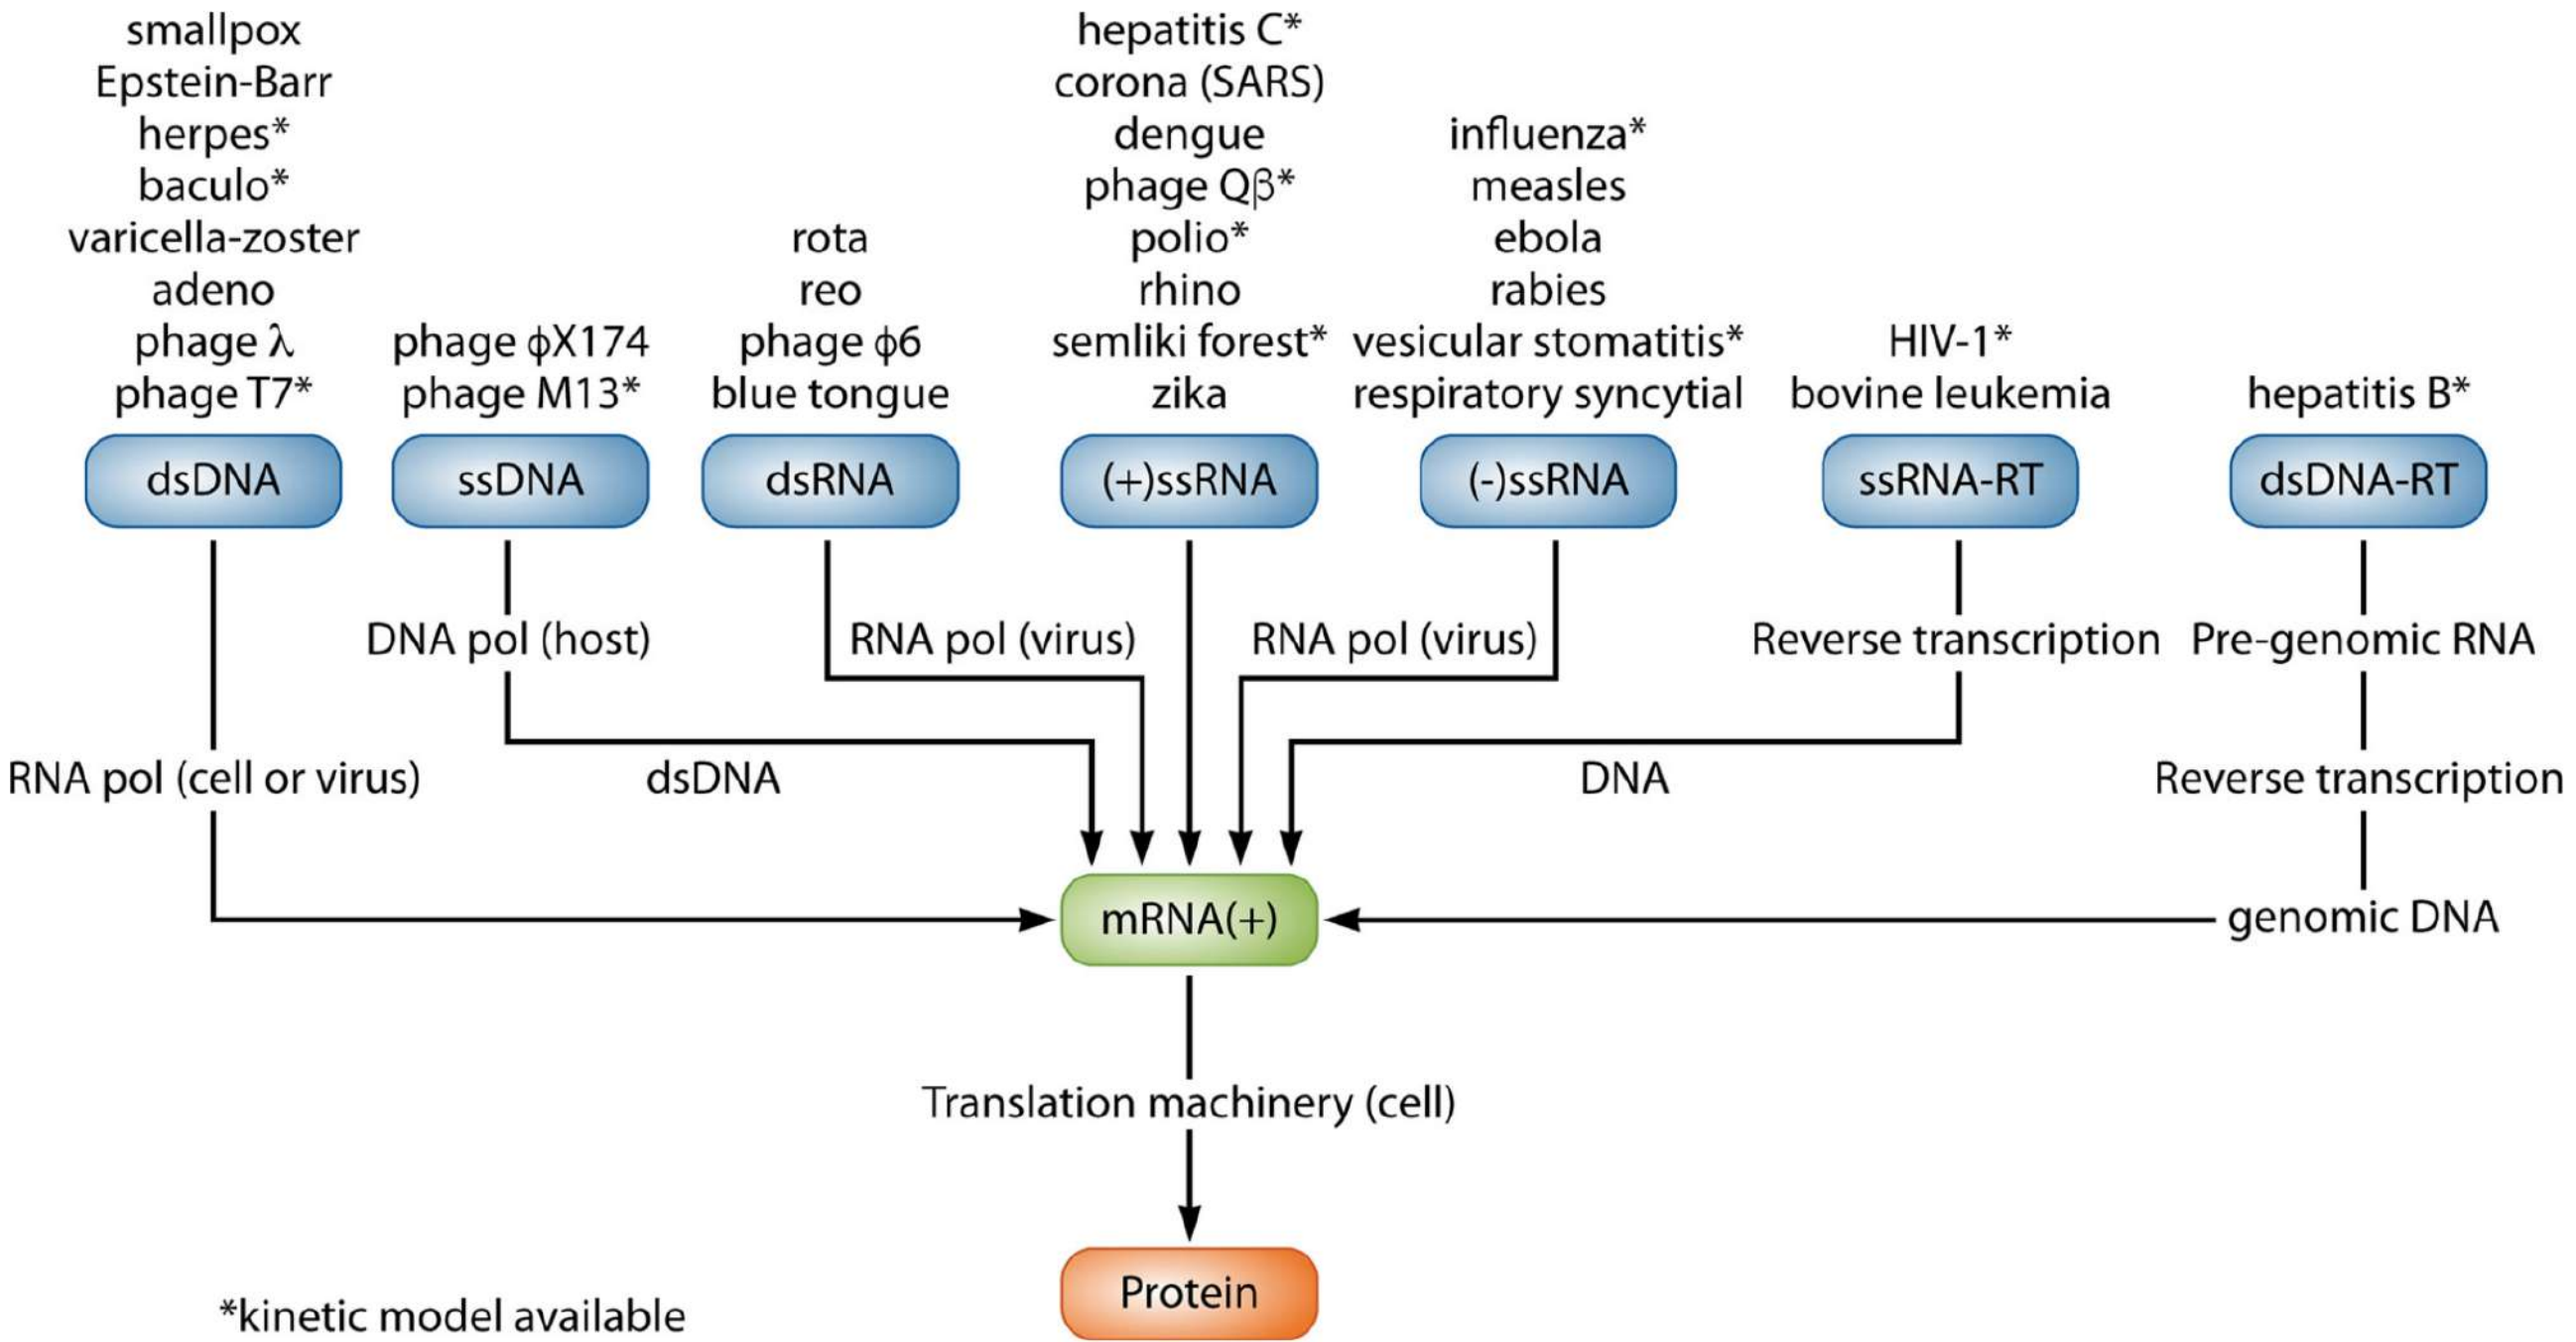 smallpox
Epstein-Barr
herpes*
baculo*
varicella-zoster
adeno
phage λ
phage T7*
phage ϕX174
phage M13*
rota
reo
phage ϕ6
blue tongue
hepatitis C*
corona (SARS)
dengue
phage Qβ*
polio*
rhino
semliki forest*
zika
influenza*
measles
ebola
rabies
vesicular stomatitis*
respiratory syncytial
HIV-1*
bovine leukemia
hepatitis B*
dsDNA
ssDNA
dsRNA
(+)ssRNA
(-)ssRNA
ssRNA-RT
dsDNA-RT
DNA pol (host)
RNA pol (virus)
RNA pol (virus)
Reverse transcription
Pre-genomic RNA
RNA pol (cell or virus)
dsDNA
DNA
Reverse transcription
mRNA(+)
genomic DNA
Translation machinery (cell)
Protein
*kinetic model available